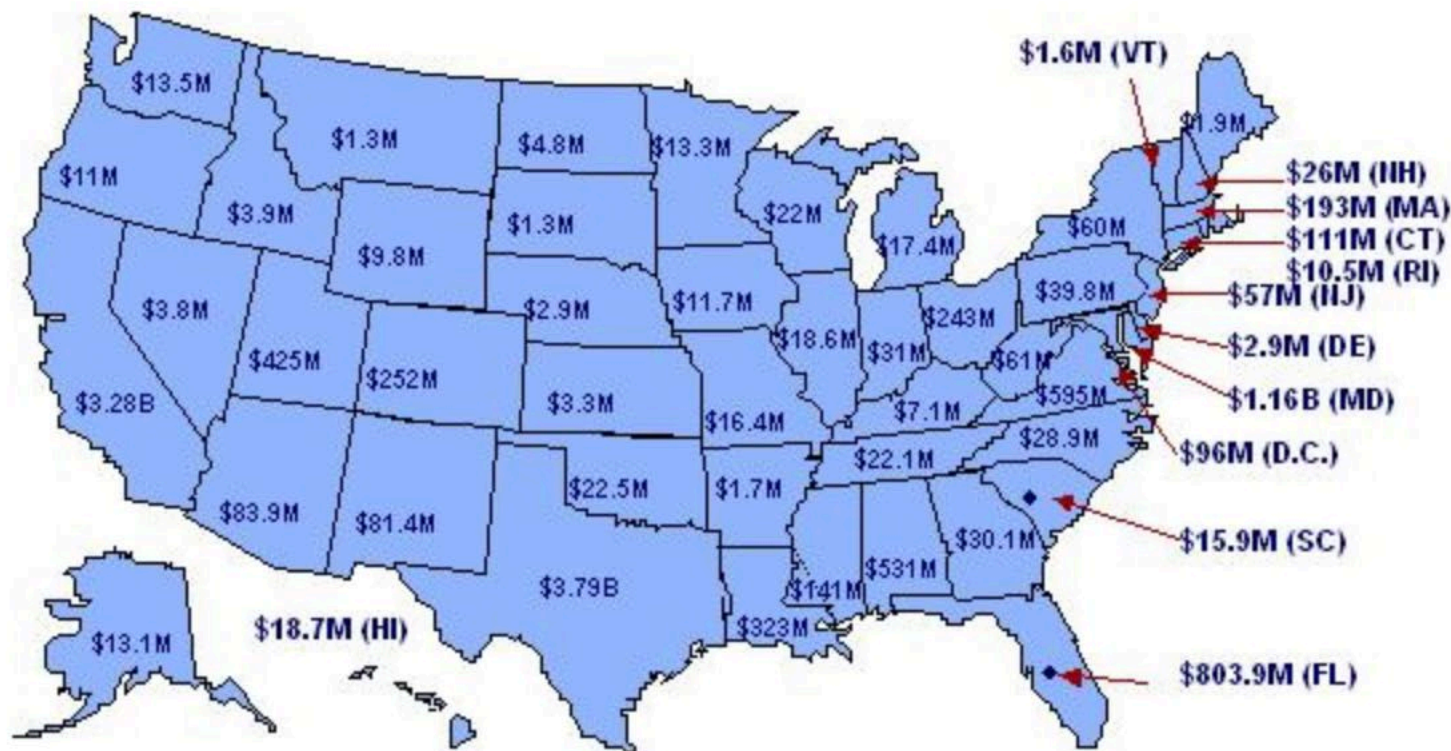 $1.6M (VT)
$13.5M
$1.9M
$1.3M
$4.8M
$13.3M
$11M
$26M (NH)
$3.9M
$1.3M
$22M
$193M (MA)
$60M
$17.4M
$111M (CT)
$9.8M
$10.5M (RI)
$39.8M
$57M (NJ)
$3.8M
$2.9M
$11.7M
$243M
$18.6M
$31M
$2.9M (DE)
$425M
$61M
$252M
$595M
$3.28B
$3.3M
$7.1M
$1.16B (MD)
$16.4M
$28.9M
$22.1M
$96M (D.C.)
$22.5M
$1.7M
$83.9M
$81.4M
$30.1M
$15.9M (SC)
$531M
$141M
$3.79B
$323M
$18.7M (HI)
$13.1M
$803.9M (FL)